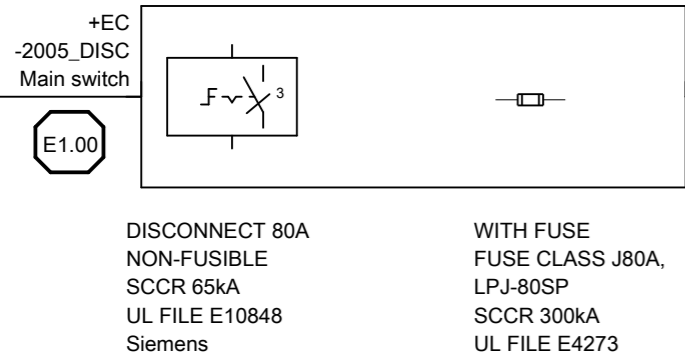 +EC
-2005_DISC
Main switch
3
E1.00
DISCONNECT 80A
NON-FUSIBLE
SCCR 65kA
UL FILE E10848
Siemens
WITH FUSE
FUSE CLASS J80A,
LPJ-80SP
SCCR 300kA
UL FILE E4273